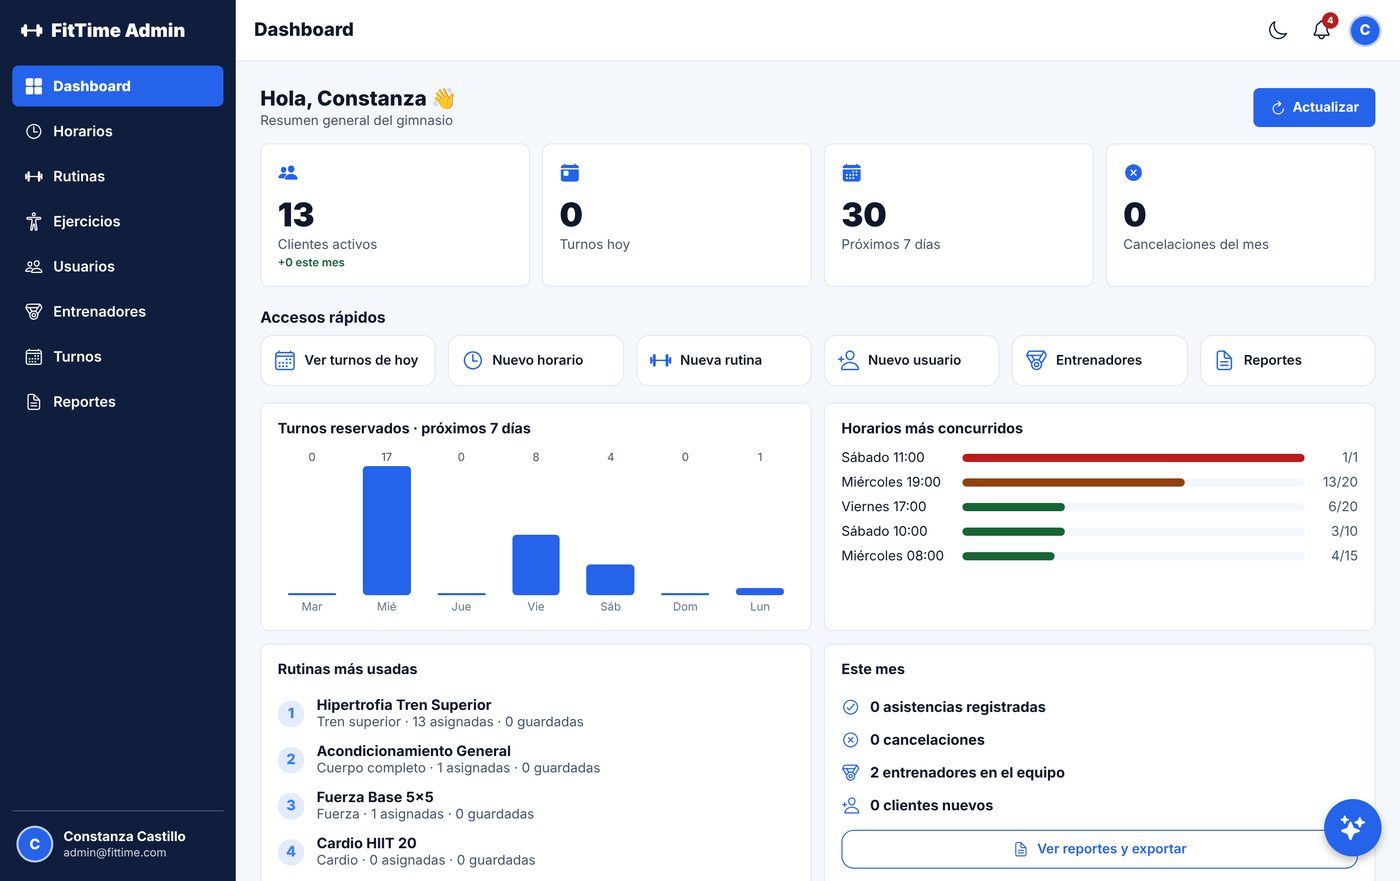 FitTime Admin
Dashboard
Horarios
Rutinas
Ejercicios
Usuarios
Entrenadores
Turnos
Reportes
C
Constanza Castillo
admin@fittime.com
Dashboard
4
C
Hola, Constanza 👋
Resumen general del gimnasio
Actualizar
13
Clientes activos
+0 este mes
0
Turnos hoy
30
Próximos 7 días
0
Cancelaciones del mes
Accesos rápidos
Ver turnos de hoy
Nuevo horario
Nueva rutina
Nuevo usuario
Entrenadores
Reportes
Turnos reservados · próximos 7 días
0 17 0 8 4 0 1
Mar Mié Jue Vie Sáb Dom Lun
Horarios más concurridos
Sábado 11:00 1/1
Miércoles 19:00 13/20
Viernes 17:00 6/20
Sábado 10:00 3/10
Miércoles 08:00 4/15
Rutinas más usadas
1
Hipertrofia Tren Superior
Tren superior · 13 asignadas · 0 guardadas
2
Acondicionamiento General
Cuerpo completo · 1 asignadas · 0 guardadas
3
Fuerza Base 5×5
Fuerza · 1 asignadas · 0 guardadas
4
Cardio HIIT 20
Cardio · 0 asignadas · 0 guardadas
Este mes
0 asistencias registradas
0 cancelaciones
2 entrenadores en el equipo
0 clientes nuevos
Ver reportes y exportar